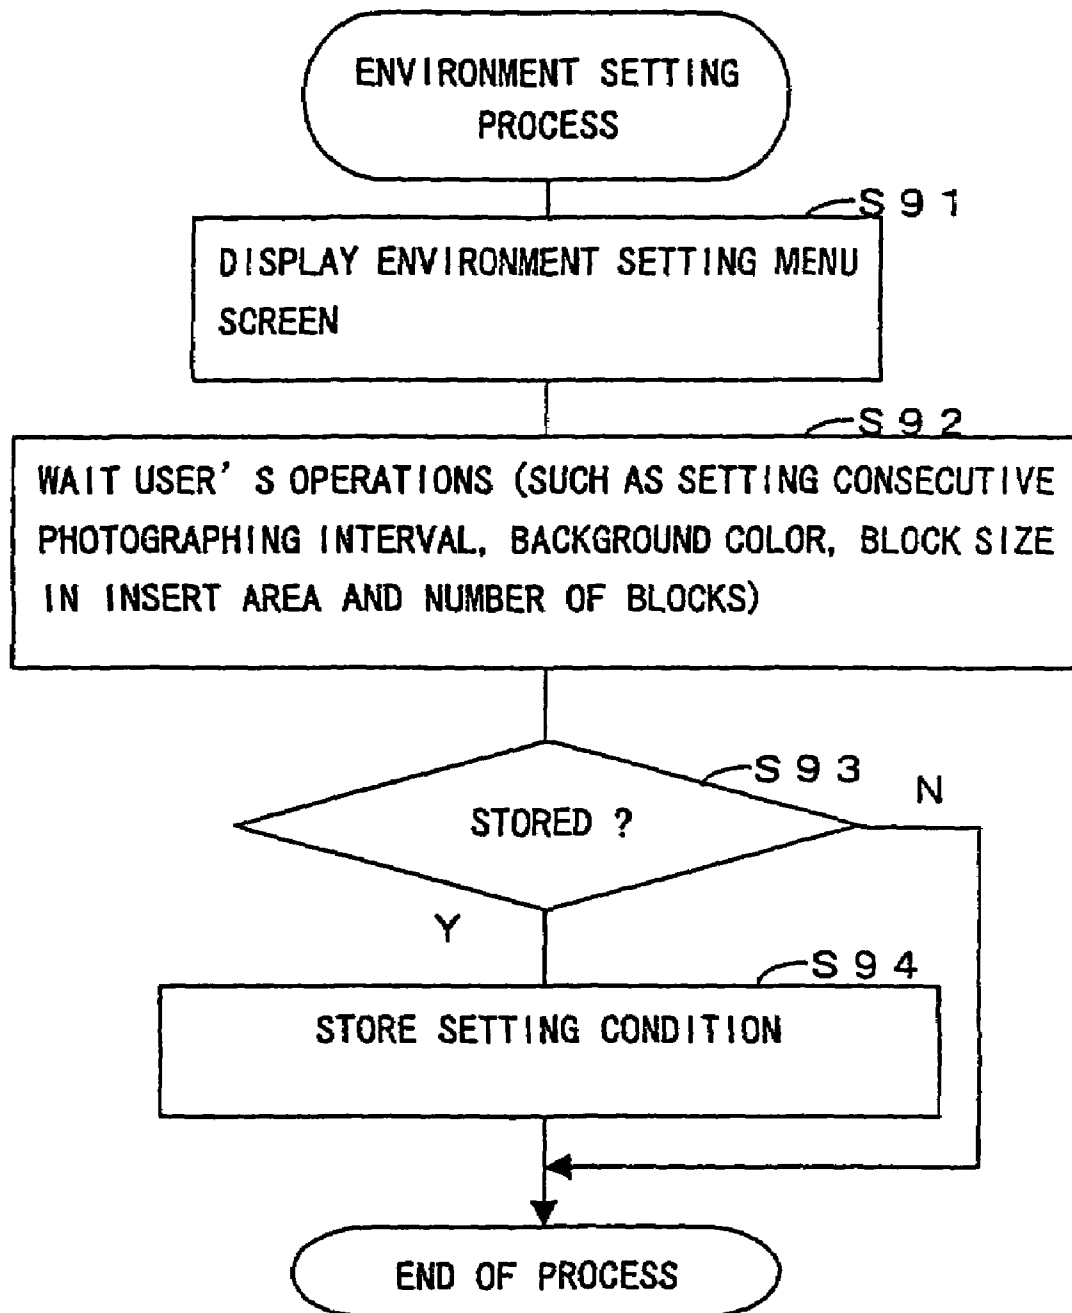 ENVIRONMENT SETTING
PROCESS
S91
DISPLAY ENVIRONMENT SETTING MENU
SCREEN
S92
WAIT USER' S OPERATIONS (SUCH AS SETTING CONSECUTIVE
PHOTOGRAPHING INTERVAL, BACKGROUND COLOR, BLOCK SIZE
IN INSERT AREA AND NUMBER OF BLOCKS)
S93
N
STORED ?
Y
S94
STORE SETTING CONDITION
END OF PROCESS